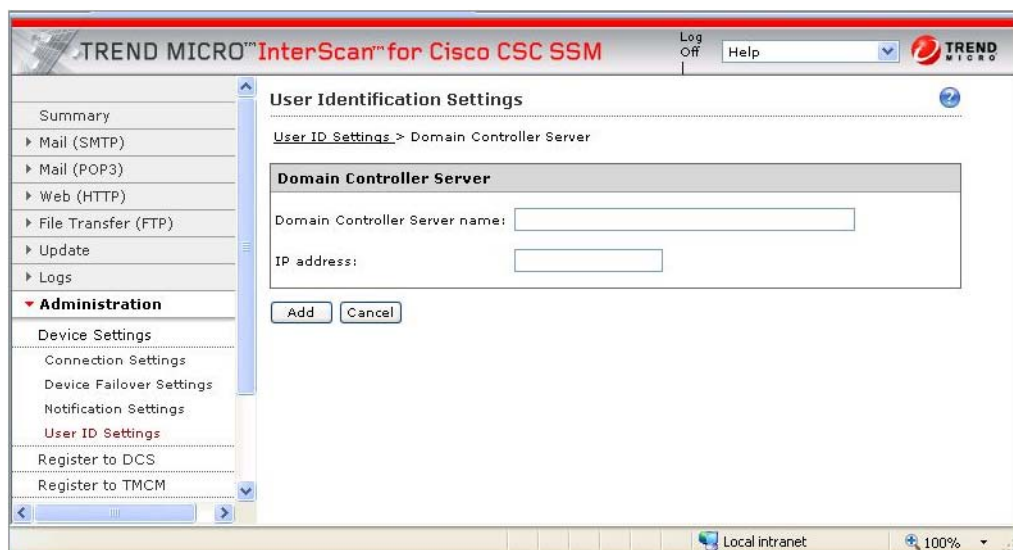 TREND MICRO™ InterScan™ for Cisco CSC SSM
Log Off
Help
TREND MICRO
Summary
Mail (SMTP)
Mail (POP3)
Web (HTTP)
File Transfer (FTP)
Update
Logs
Administration
Device Settings
Connection Settings
Device Failover Settings
Notification Settings
User ID Settings
Register to DCS
Register to TMCM
User Identification Settings
?
User ID Settings > Domain Controller Server
Domain Controller Server
Domain Controller Server name:
IP address:
Add
Cancel
Local intranet
100%